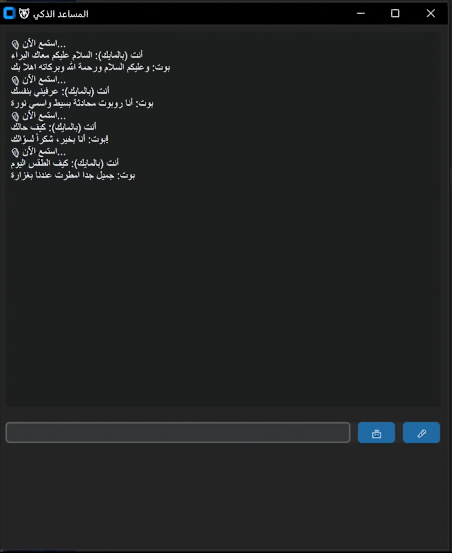 المساعد الذكي
استمع الآن...
أنت (بالمايك): السلام عليكم معاك البراء
بوت: وعليكم السلام ورحمة الله وبركاته اهلا بك
استمع الآن...
أنت (بالمايك): عرفيني بنفسك
بوت: أنا روبوت محادثة بسيط واسمي نورة
استمع الآن...
أنت (بالمايك): كيف حالك
بوت: أنا بخير، شكراً لسؤالك!
استمع الآن...
أنت (بالمايك): كيف الطقس اليوم
بوت: جميل جدا امطرت عندنا بغزارة